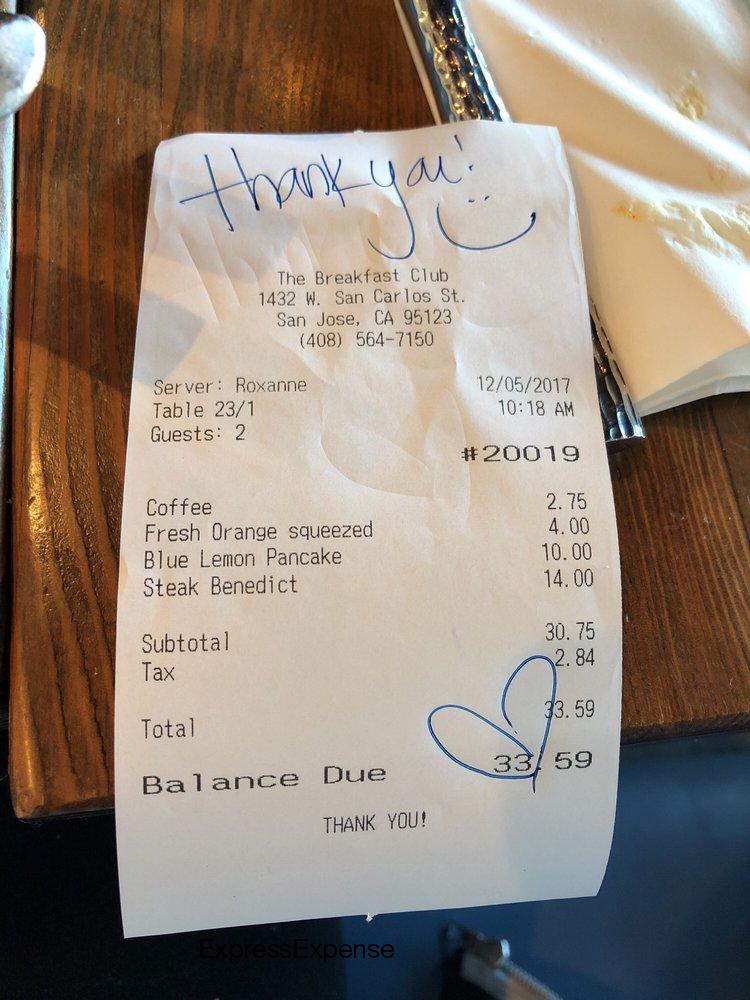 thank you!
The Breakfast Club
1432 W. San Carlos St.
San Jose, CA 95123
(408) 564-7150
Server: Roxanne 12/05/2017
Table 23/1 10:18 AM
Guests: 2
#20019
Coffee 2.75
Fresh Orange squeezed 4.00
Blue Lemon Pancake 10.00
Steak Benedict 14.00
Subtotal 30.75
Tax 2.84
Total 33.59
Balance Due 33.59
THANK YOU!
ExpressExpense